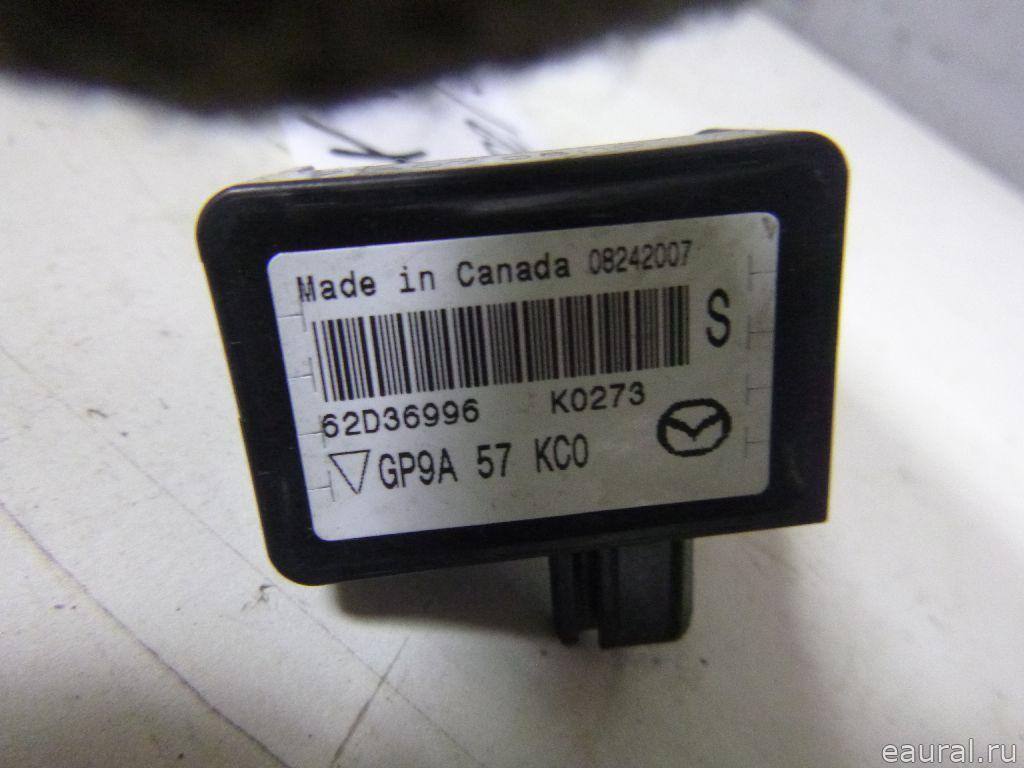 Made in Canada 08242007
S
62D36996 K0273
GP9A 57 KC0
eaural.ru